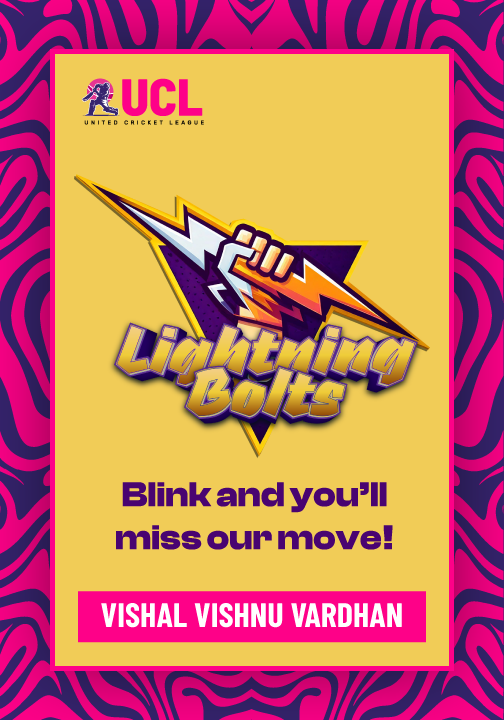 UCL
UNITED CRICKET LEAGUE
Lightning
Bolts
Blink and you’ll
miss our move!
VISHAL VISHNU VARDHAN